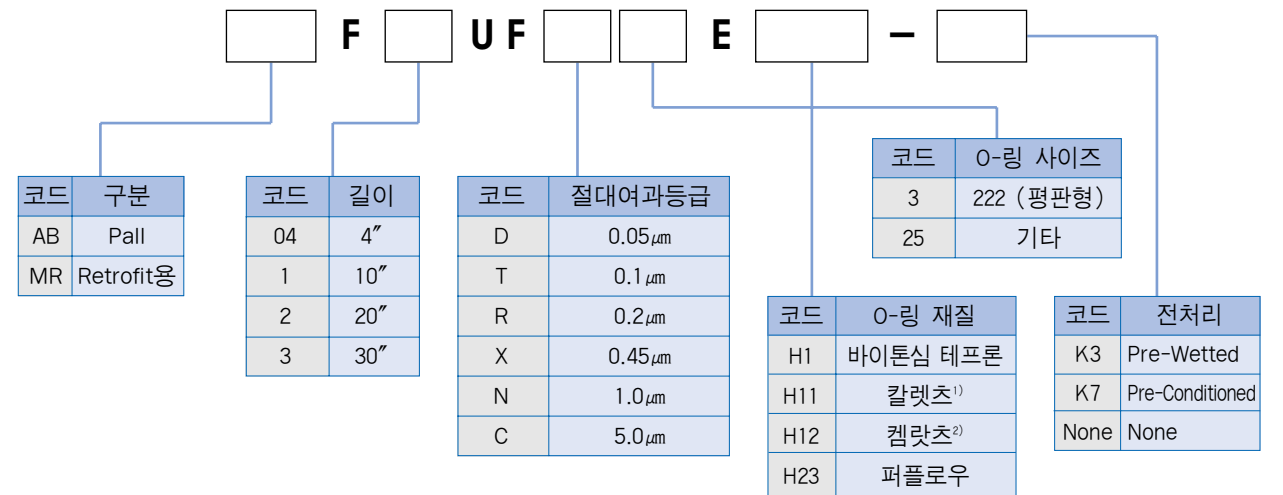 F UF E –
코드 구분
AB Pall
MR Retrofit용
코드 길이
04 4″
1 10″
2 20″
3 30″
코드 절대여과등급
D 0.05㎛
T 0.1㎛
R 0.2㎛
X 0.45㎛
N 1.0㎛
C 5.0㎛
코드 O-링 사이즈
3 222 (평판형)
25 기타
코드 O-링 재질
H1 바이톤심 테프론
H11 칼렛츠1)
H12 켐랏츠2)
H23 퍼플로우
코드 전처리
K3 Pre-Wetted
K7 Pre-Conditioned
None None